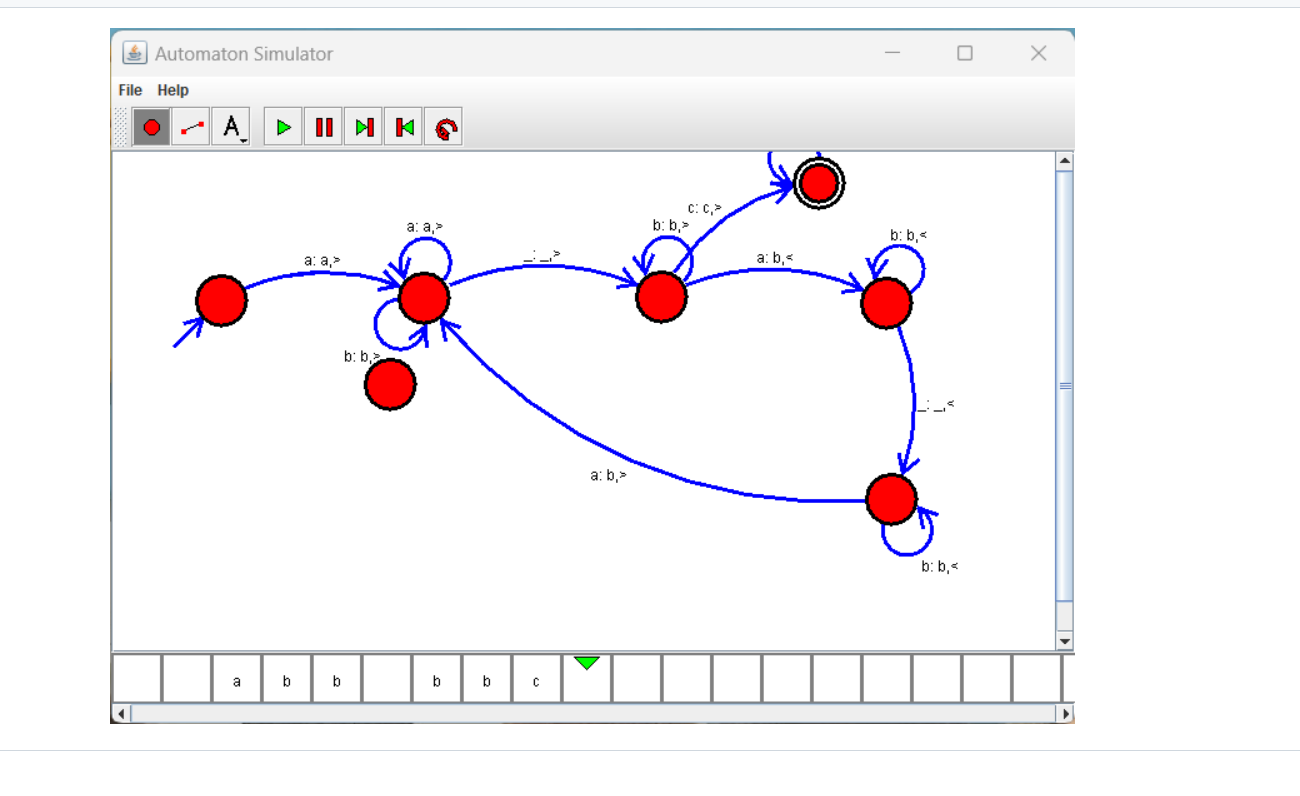 Automaton Simulator
File Help
A
c: c,>
a: a,>
b: b,>
b: b,<
a: a,>
_: _,>
a: b,<
b: b,>
_: _,<
a: b,>
b: b,<
a b b b b c